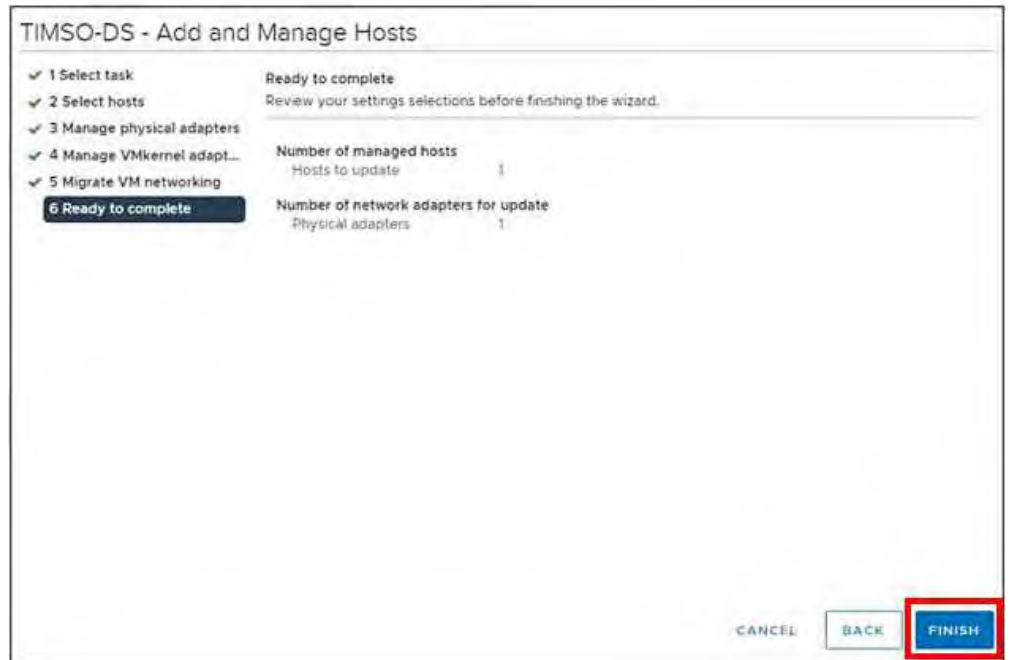 TIMSO-DS - Add and Manage Hosts
✔ 1 Select task
✔ 2 Select hosts
✔ 3 Manage physical adapters
✔ 4 Manage VMkernel adapt...
✔ 5 Migrate VM networking
6 Ready to complete
Ready to complete
Review your settings selections before finishing the wizard.
Number of managed hosts
Hosts to update 1
Number of network adapters for update
Physical adapters 1
CANCEL BACK FINISH